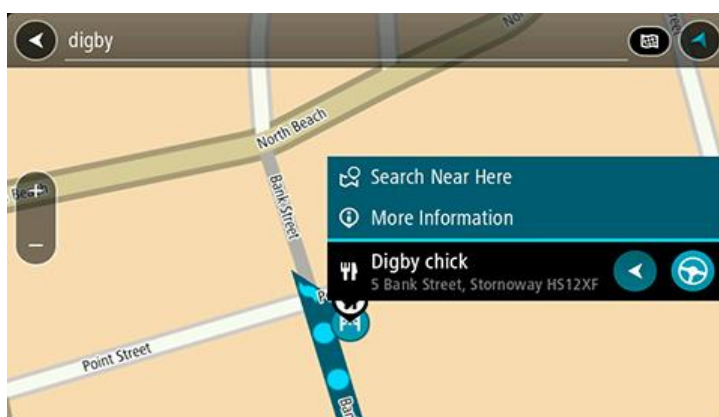 digby
North Beach
Search Near Here
Bank Street
More Information
Digby chick
5 Bank Street, Stornoway HS12XF
Point Street